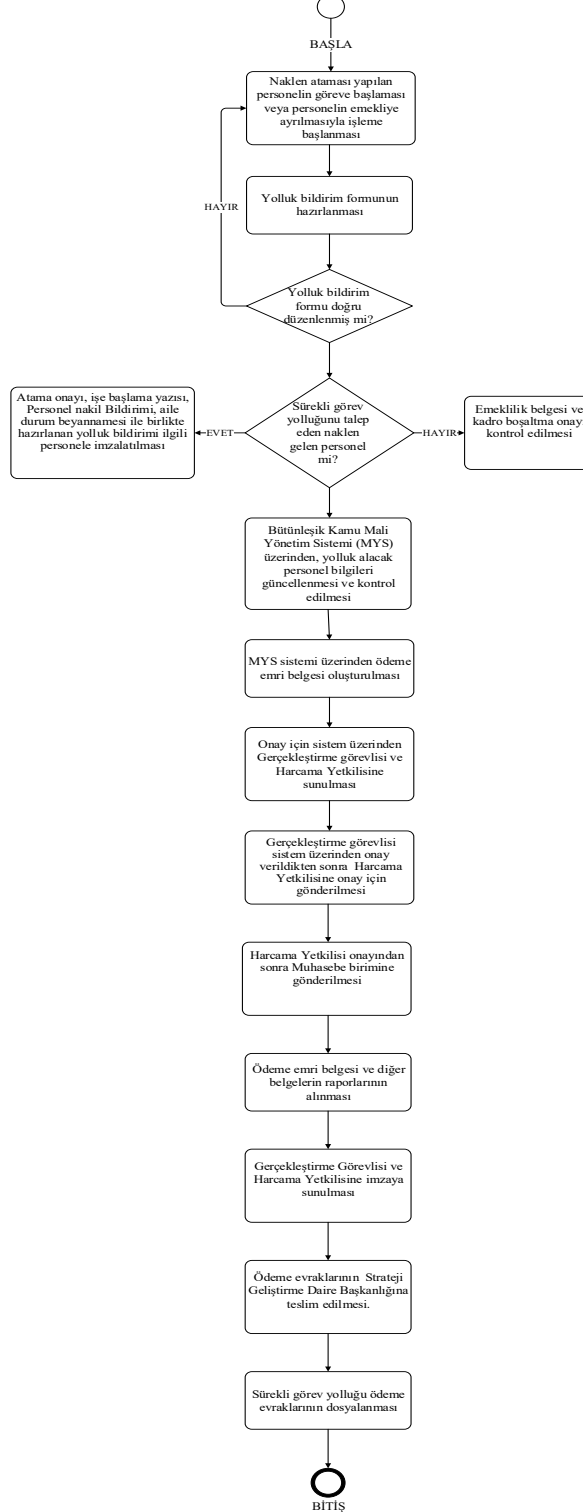 BAŞLA
Naklen ataması yapılan
personelin göreve başlaması
veya personelin emekliye
ayrılmasıyla işleme
başlanması
HAYIR
Yolluk bildirim formunun
hazırlanması
Yolluk bildirim
formu doğru
düzenlenmiş mi?
Atama onayı, işe başlama yazısı,
Personel nakil Bildirimi, aile
durum beyannamesi ile birlikte
hazırlanan yolluk bildirimi ilgili
personele imzalatılması
EVET
Sürekli görev
yolluğunu talep
eden naklen
gelen personel
mi?
HAYIR
Emeklilik belgesi ve
kadro boşaltma onayı
kontrol edilmesi
Bütünleşik Kamu Mali
Yönetim Sistemi (MYS)
üzerinden, yolluk alacak
personel bilgileri
güncellenmesi ve kontrol
edilmesi
MYS sistemi üzerinden ödeme
emri belgesi oluşturulması
Onay için sistem üzerinden
Gerçekleştirme görevlisi ve
Harcama Yetkilisine
sunulması
Gerçekleştirme görevlisi
sistem üzerinden onay
verildikten sonra Harcama
Yetkilisine onay için
gönderilmesi
Harcama Yetkilisi onayından
sonra Muhasebe birimine
gönderilmesi
Ödeme emri belgesi ve diğer
belgelerin raporlarının
alınması
Gerçekleştirme Görevlisi ve
Harcama Yetkilisine imzaya
sunulması
Ödeme evraklarının Strateji
Geliştirme Daire Başkanlığına
teslim edilmesi.
Sürekli görev yolluğu ödeme
evraklarının dosyalanması
BİTİŞ